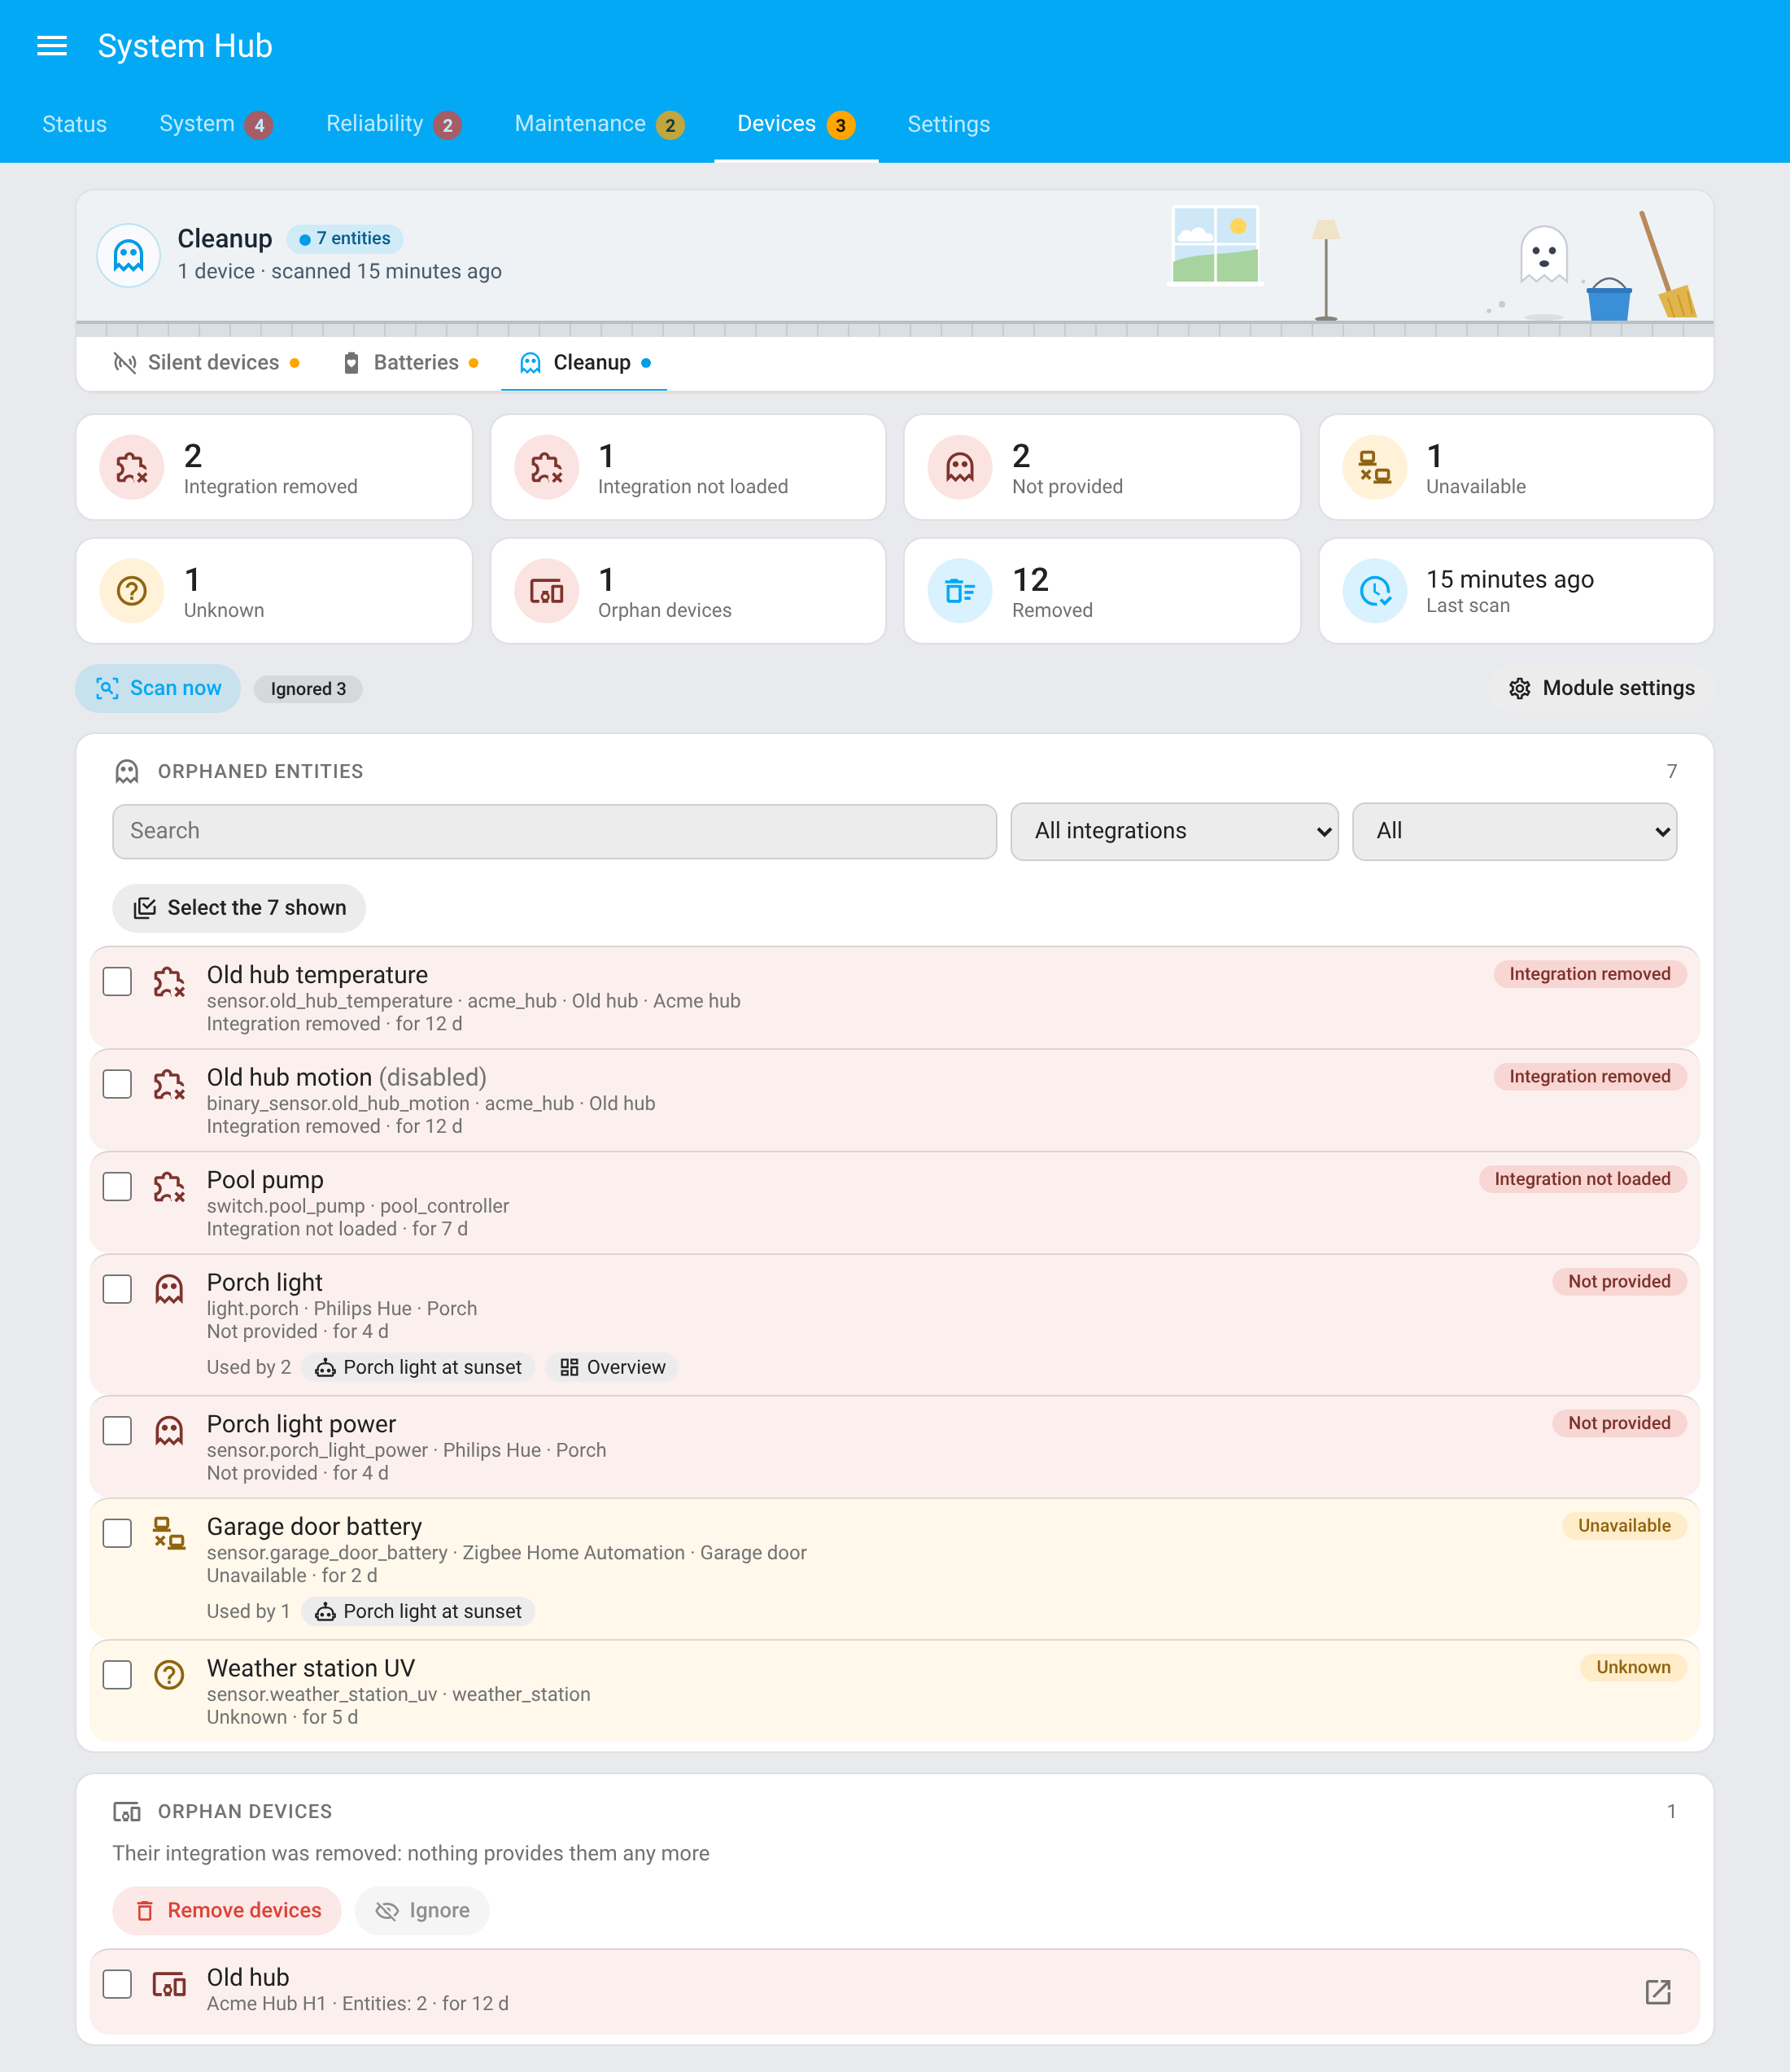 System Hub
Status
System 4
Reliability 2
Maintenance 2
Devices 3
Settings
Cleanup
7 entities
1 device · scanned 15 minutes ago
Silent devices
Batteries
Cleanup
2
Integration removed
1
Integration not loaded
2
Not provided
1
Unavailable
1
Unknown
1
Orphan devices
12
Removed
15 minutes ago
Last scan
Scan now
Ignored 3
Module settings
ORPHANED ENTITIES
7
Search
All integrations
All
Select the 7 shown
Old hub temperature
Integration removed
sensor.old_hub_temperature · acme_hub · Old hub · Acme hub
Integration removed · for 12 d
Old hub motion (disabled)
Integration removed
binary_sensor.old_hub_motion · acme_hub · Old hub
Integration removed · for 12 d
Pool pump
Integration not loaded
switch.pool_pump · pool_controller
Integration not loaded · for 7 d
Porch light
Not provided
light.porch · Philips Hue · Porch
Not provided · for 4 d
Used by 2
Porch light at sunset
Overview
Porch light power
Not provided
sensor.porch_light_power · Philips Hue · Porch
Not provided · for 4 d
Garage door battery
Unavailable
sensor.garage_door_battery · Zigbee Home Automation · Garage door
Unavailable · for 2 d
Used by 1
Porch light at sunset
Weather station UV
Unknown
sensor.weather_station_uv · weather_station
Unknown · for 5 d
ORPHAN DEVICES
1
Their integration was removed: nothing provides them any more
Remove devices
Ignore
Old hub
Acme Hub H1 · Entities: 2 · for 12 d